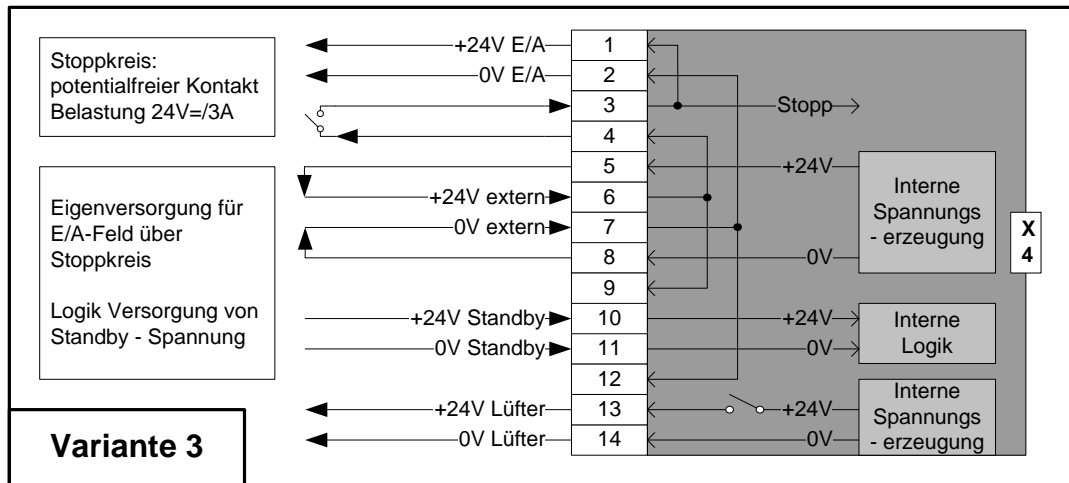 Stoppkreis:
potentialfreier Kontakt
Belastung 24V=/3A
Eigenversorgung für
E/A-Feld über
Stoppkreis
Logik Versorgung von
Standby - Spannung
Variante 3
+24V E/A
1
0V E/A
2
3
Stopp
4
5
+24V
+24V extern
6
0V extern
7
8
0V
Interne
Spannungs
- erzeugung
9
+24V Standby
10
+24V
0V Standby
11
0V
Interne
Logik
12
+24V Lüfter
13
+24V
0V Lüfter
14
0V
Interne
Spannungs
- erzeugung
X
4